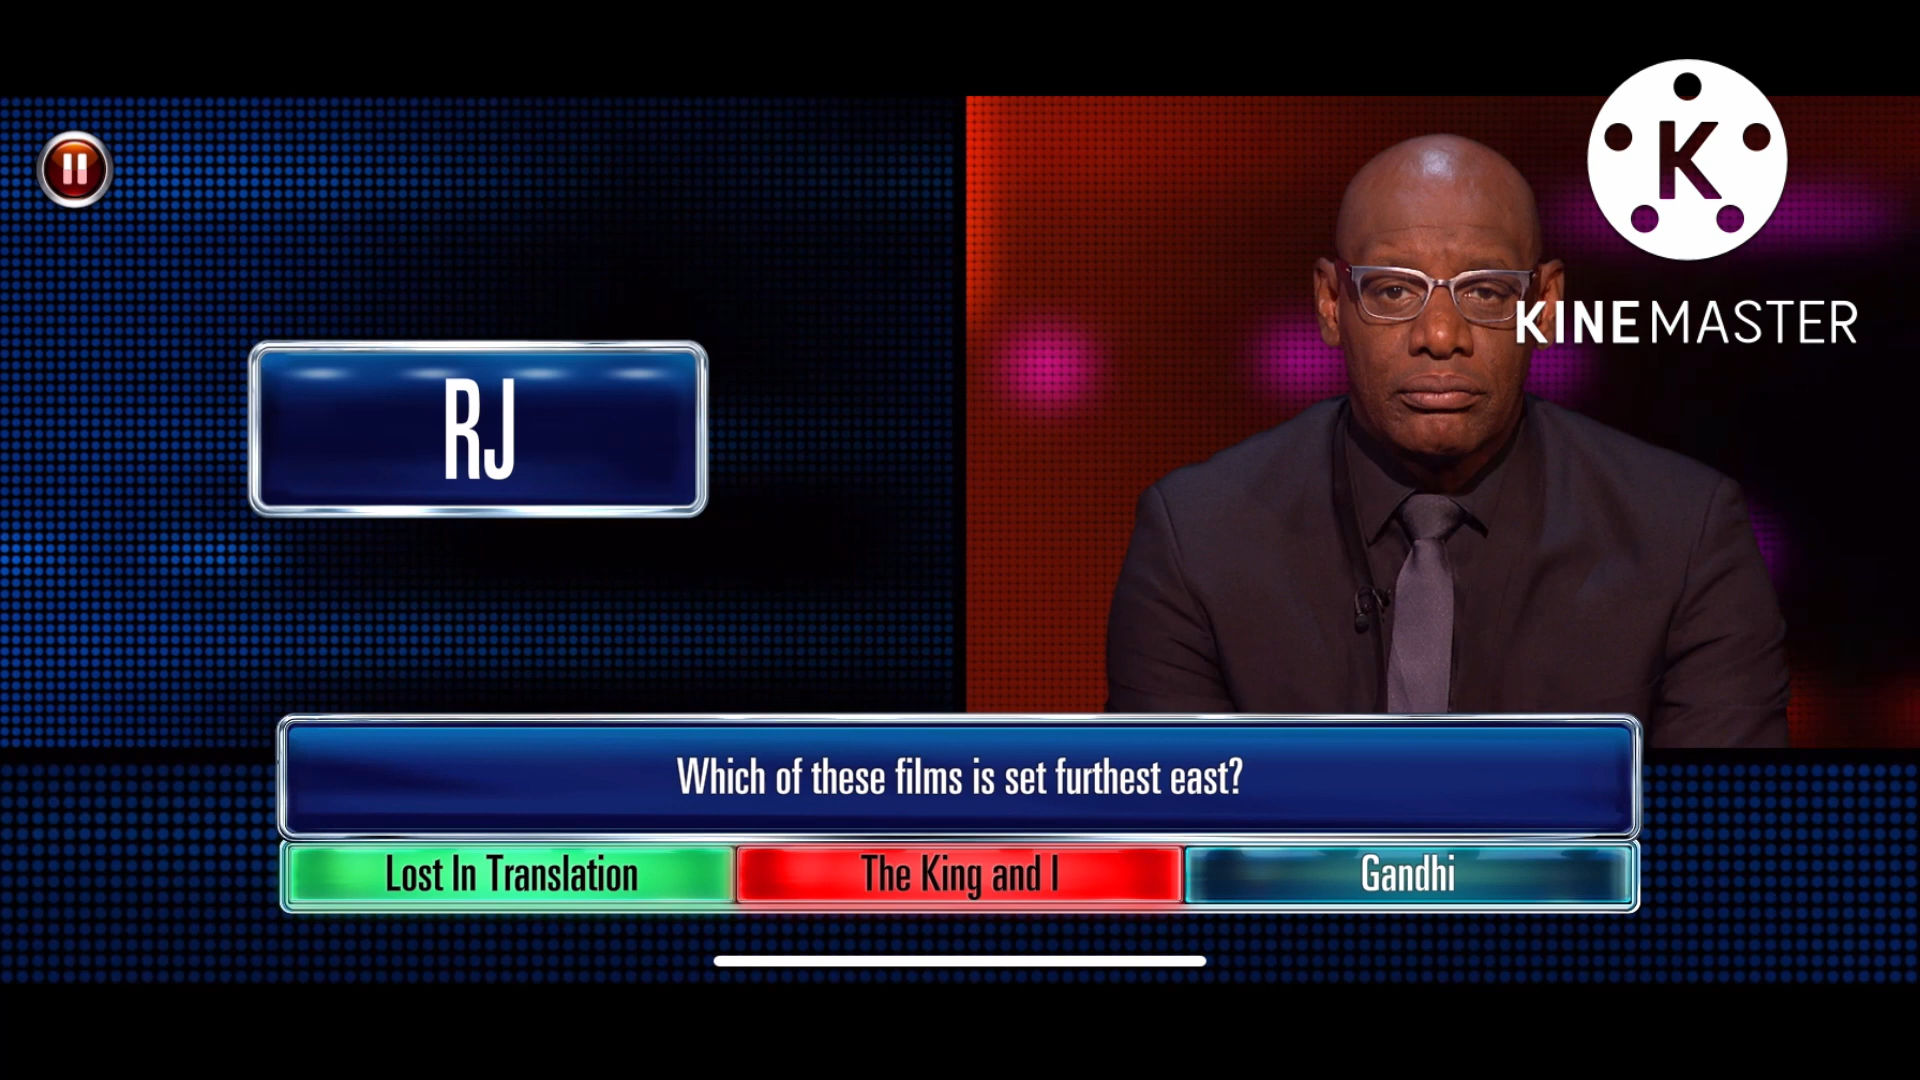 K
KINEMASTER
RJ
Which of these films is set furthest east?
Lost In Translation
The King and I
Gandhi